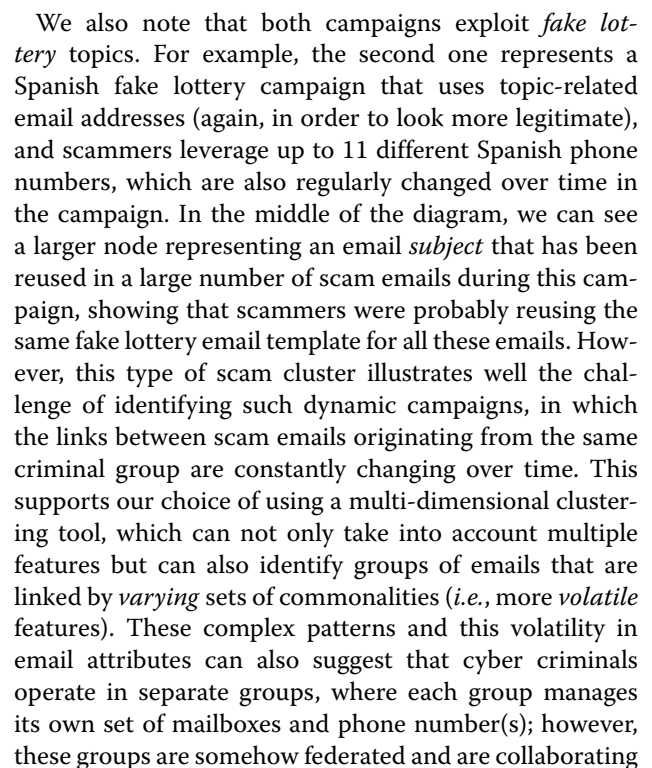 We also note that both campaigns exploit fake lot-
tery topics. For example, the second one represents a
Spanish fake lottery campaign that uses topic-related
email addresses (again, in order to look more legitimate),
and scammers leverage up to 11 different Spanish phone
numbers, which are also regularly changed over time in
the campaign. In the middle of the diagram, we can see
a larger node representing an email subject that has been
reused in a large number of scam emails during this cam-
paign, showing that scammers were probably reusing the
same fake lottery email template for all these emails. How-
ever, this type of scam cluster illustrates well the chal-
lenge of identifying such dynamic campaigns, in which
the links between scam emails originating from the same
criminal group are constantly changing over time. This
supports our choice of using a multi-dimensional cluster-
ing tool, which can not only take into account multiple
features but can also identify groups of emails that are
linked by varying sets of commonalities (i.e., more volatile
features). These complex patterns and this volatility in
email attributes can also suggest that cyber criminals
operate in separate groups, where each group manages
its own set of mailboxes and phone number(s); however,
these groups are somehow federated and are collaborating